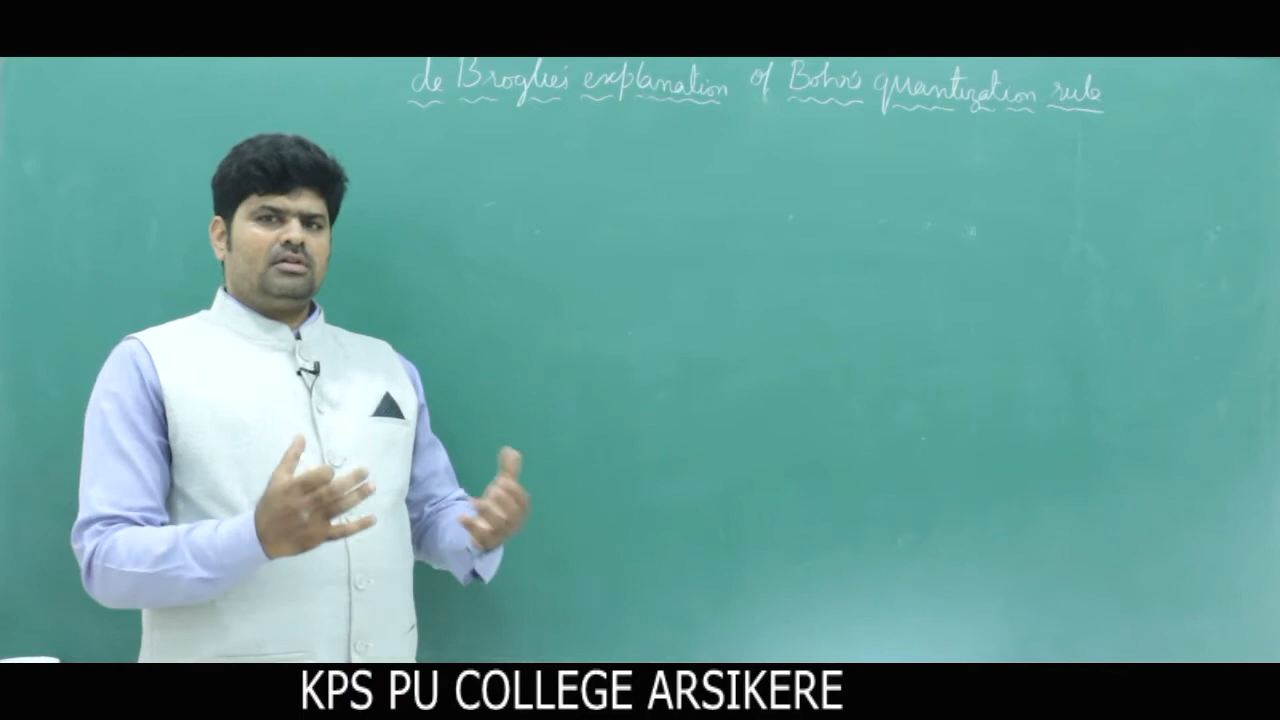 de Broglie's explanation of Bohr's quantization rule
KPS PU COLLEGE ARSIKERE